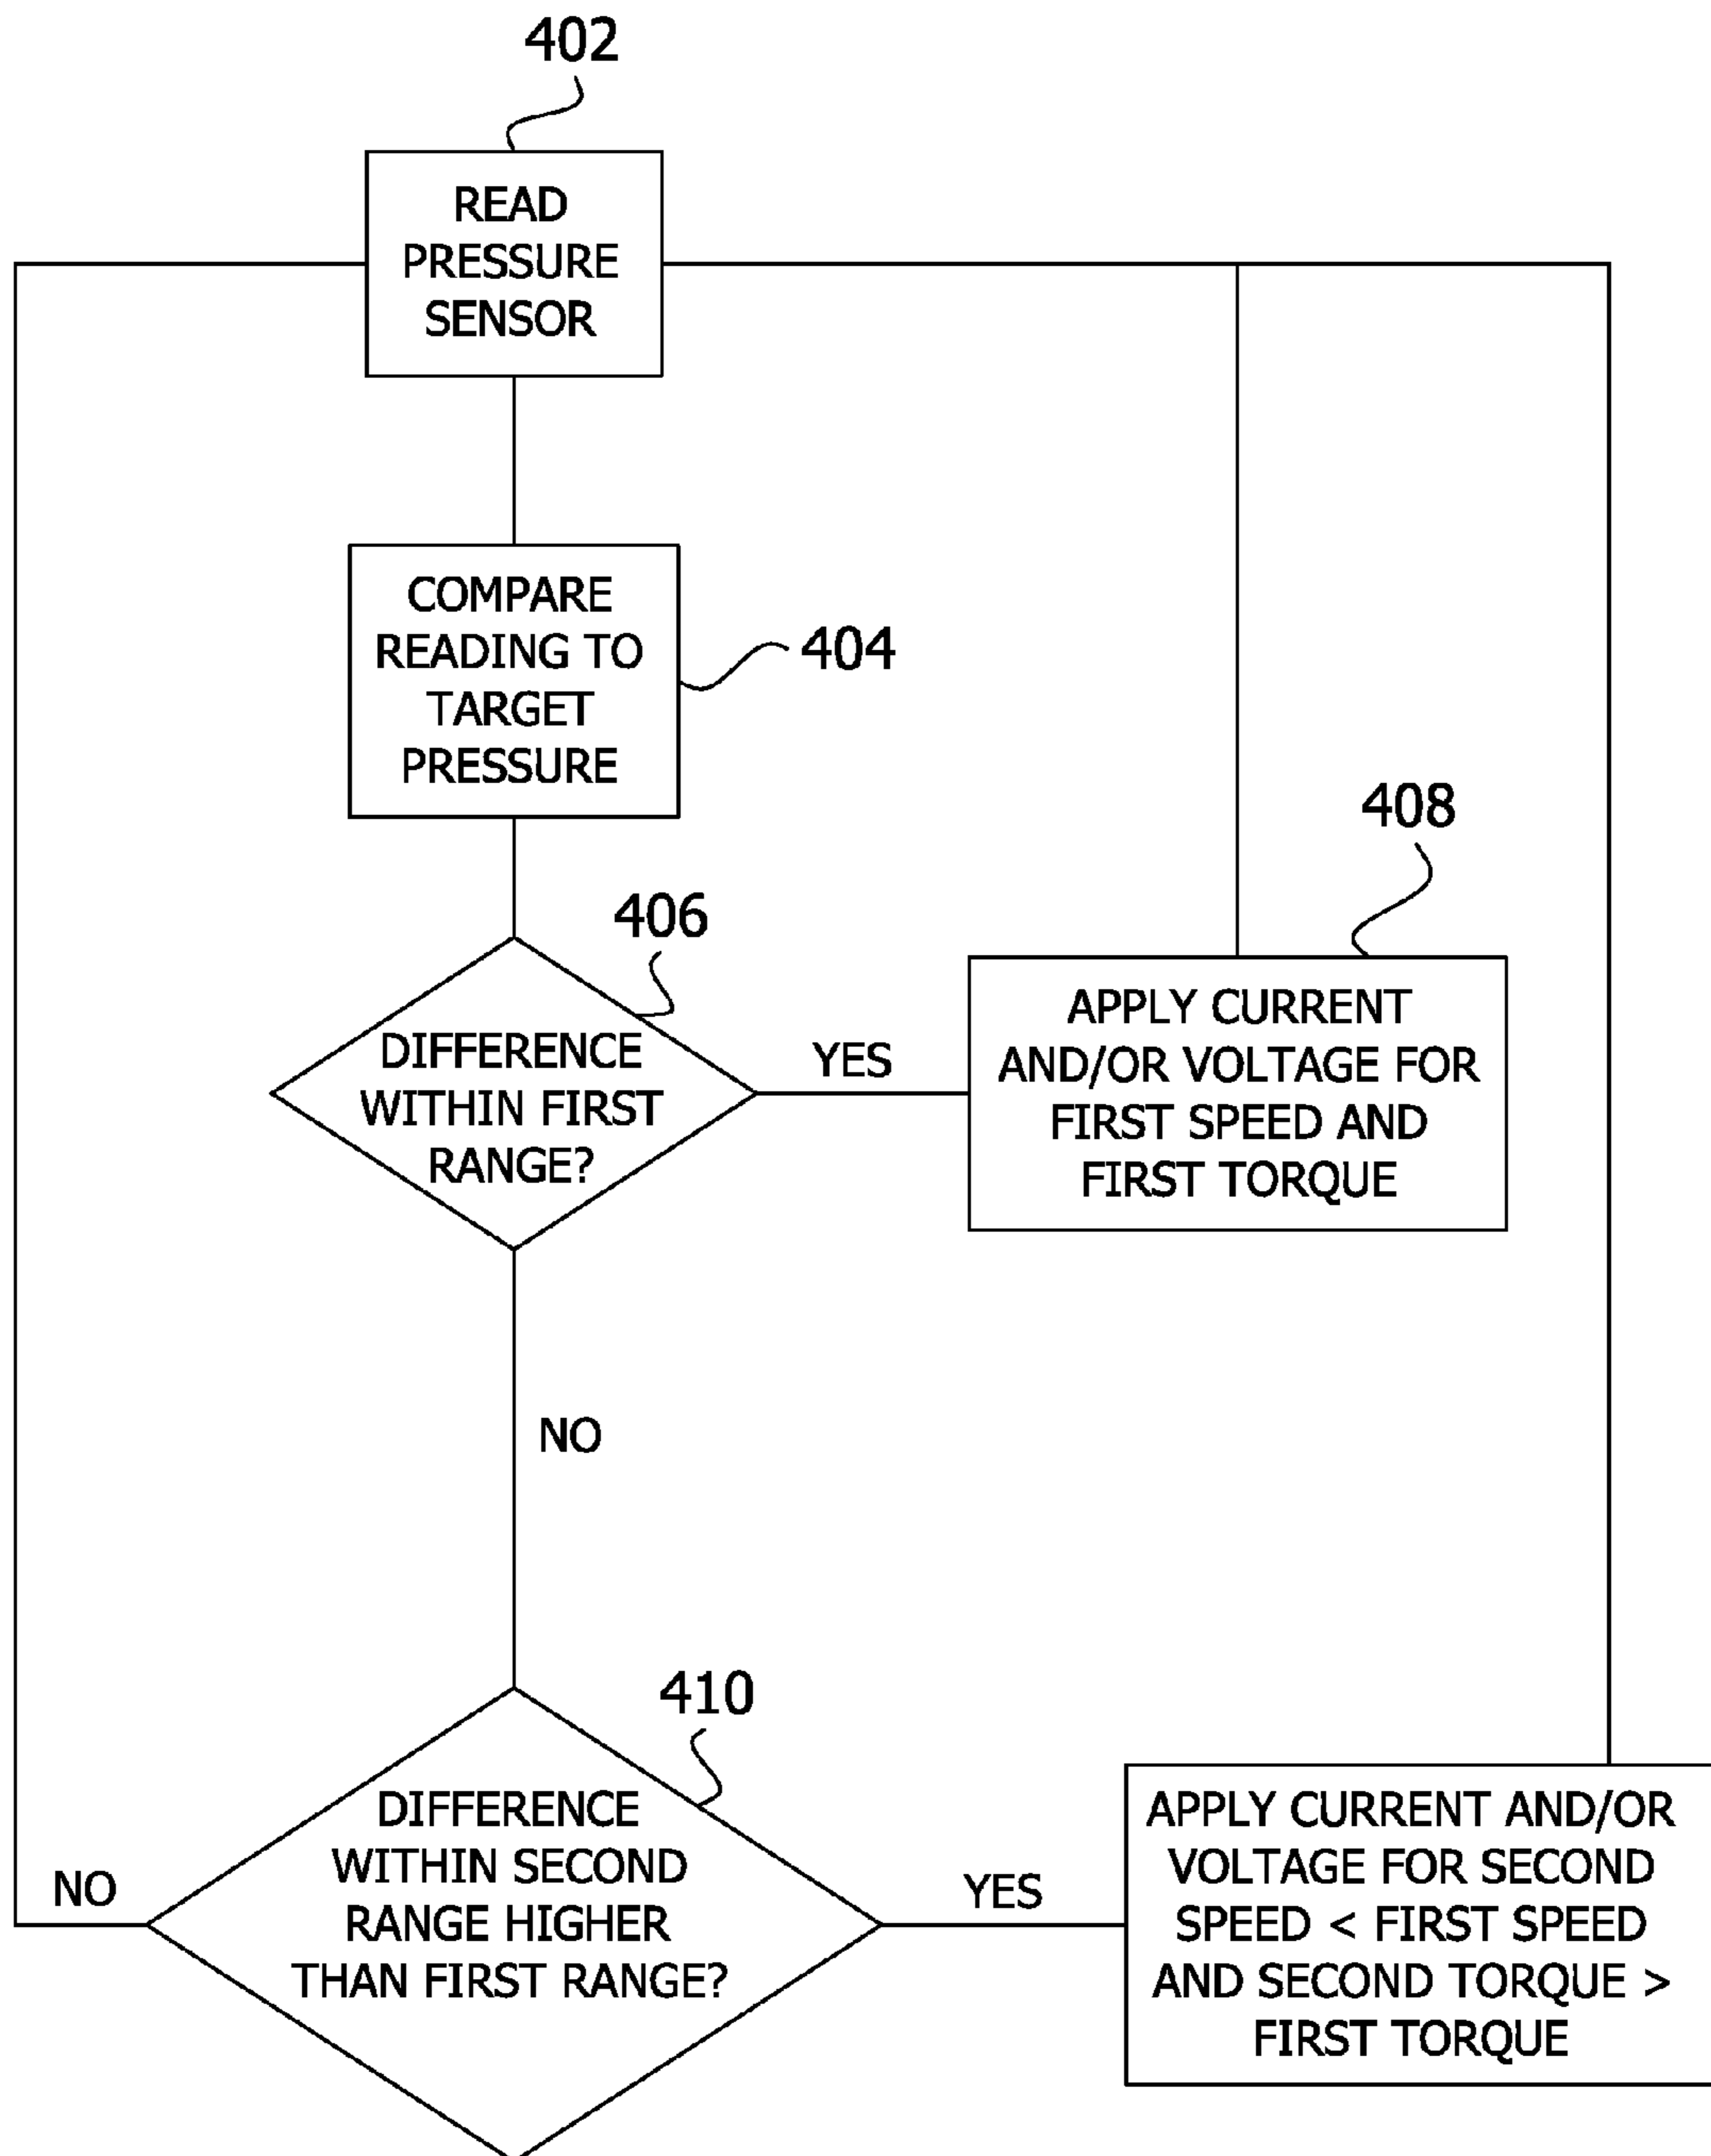 402
READ
PRESSURE
SENSOR
COMPARE
READING TO
TARGET
PRESSURE
404
408
406
DIFFERENCE
WITHIN FIRST
RANGE?
YES
APPLY CURRENT
AND/OR VOLTAGE FOR
FIRST SPEED AND
FIRST TORQUE
NO
410
DIFFERENCE
WITHIN SECOND
RANGE HIGHER
THAN FIRST RANGE?
NO
YES
APPLY CURRENT AND/OR
VOLTAGE FOR SECOND
SPEED < FIRST SPEED
AND SECOND TORQUE >
FIRST TORQUE